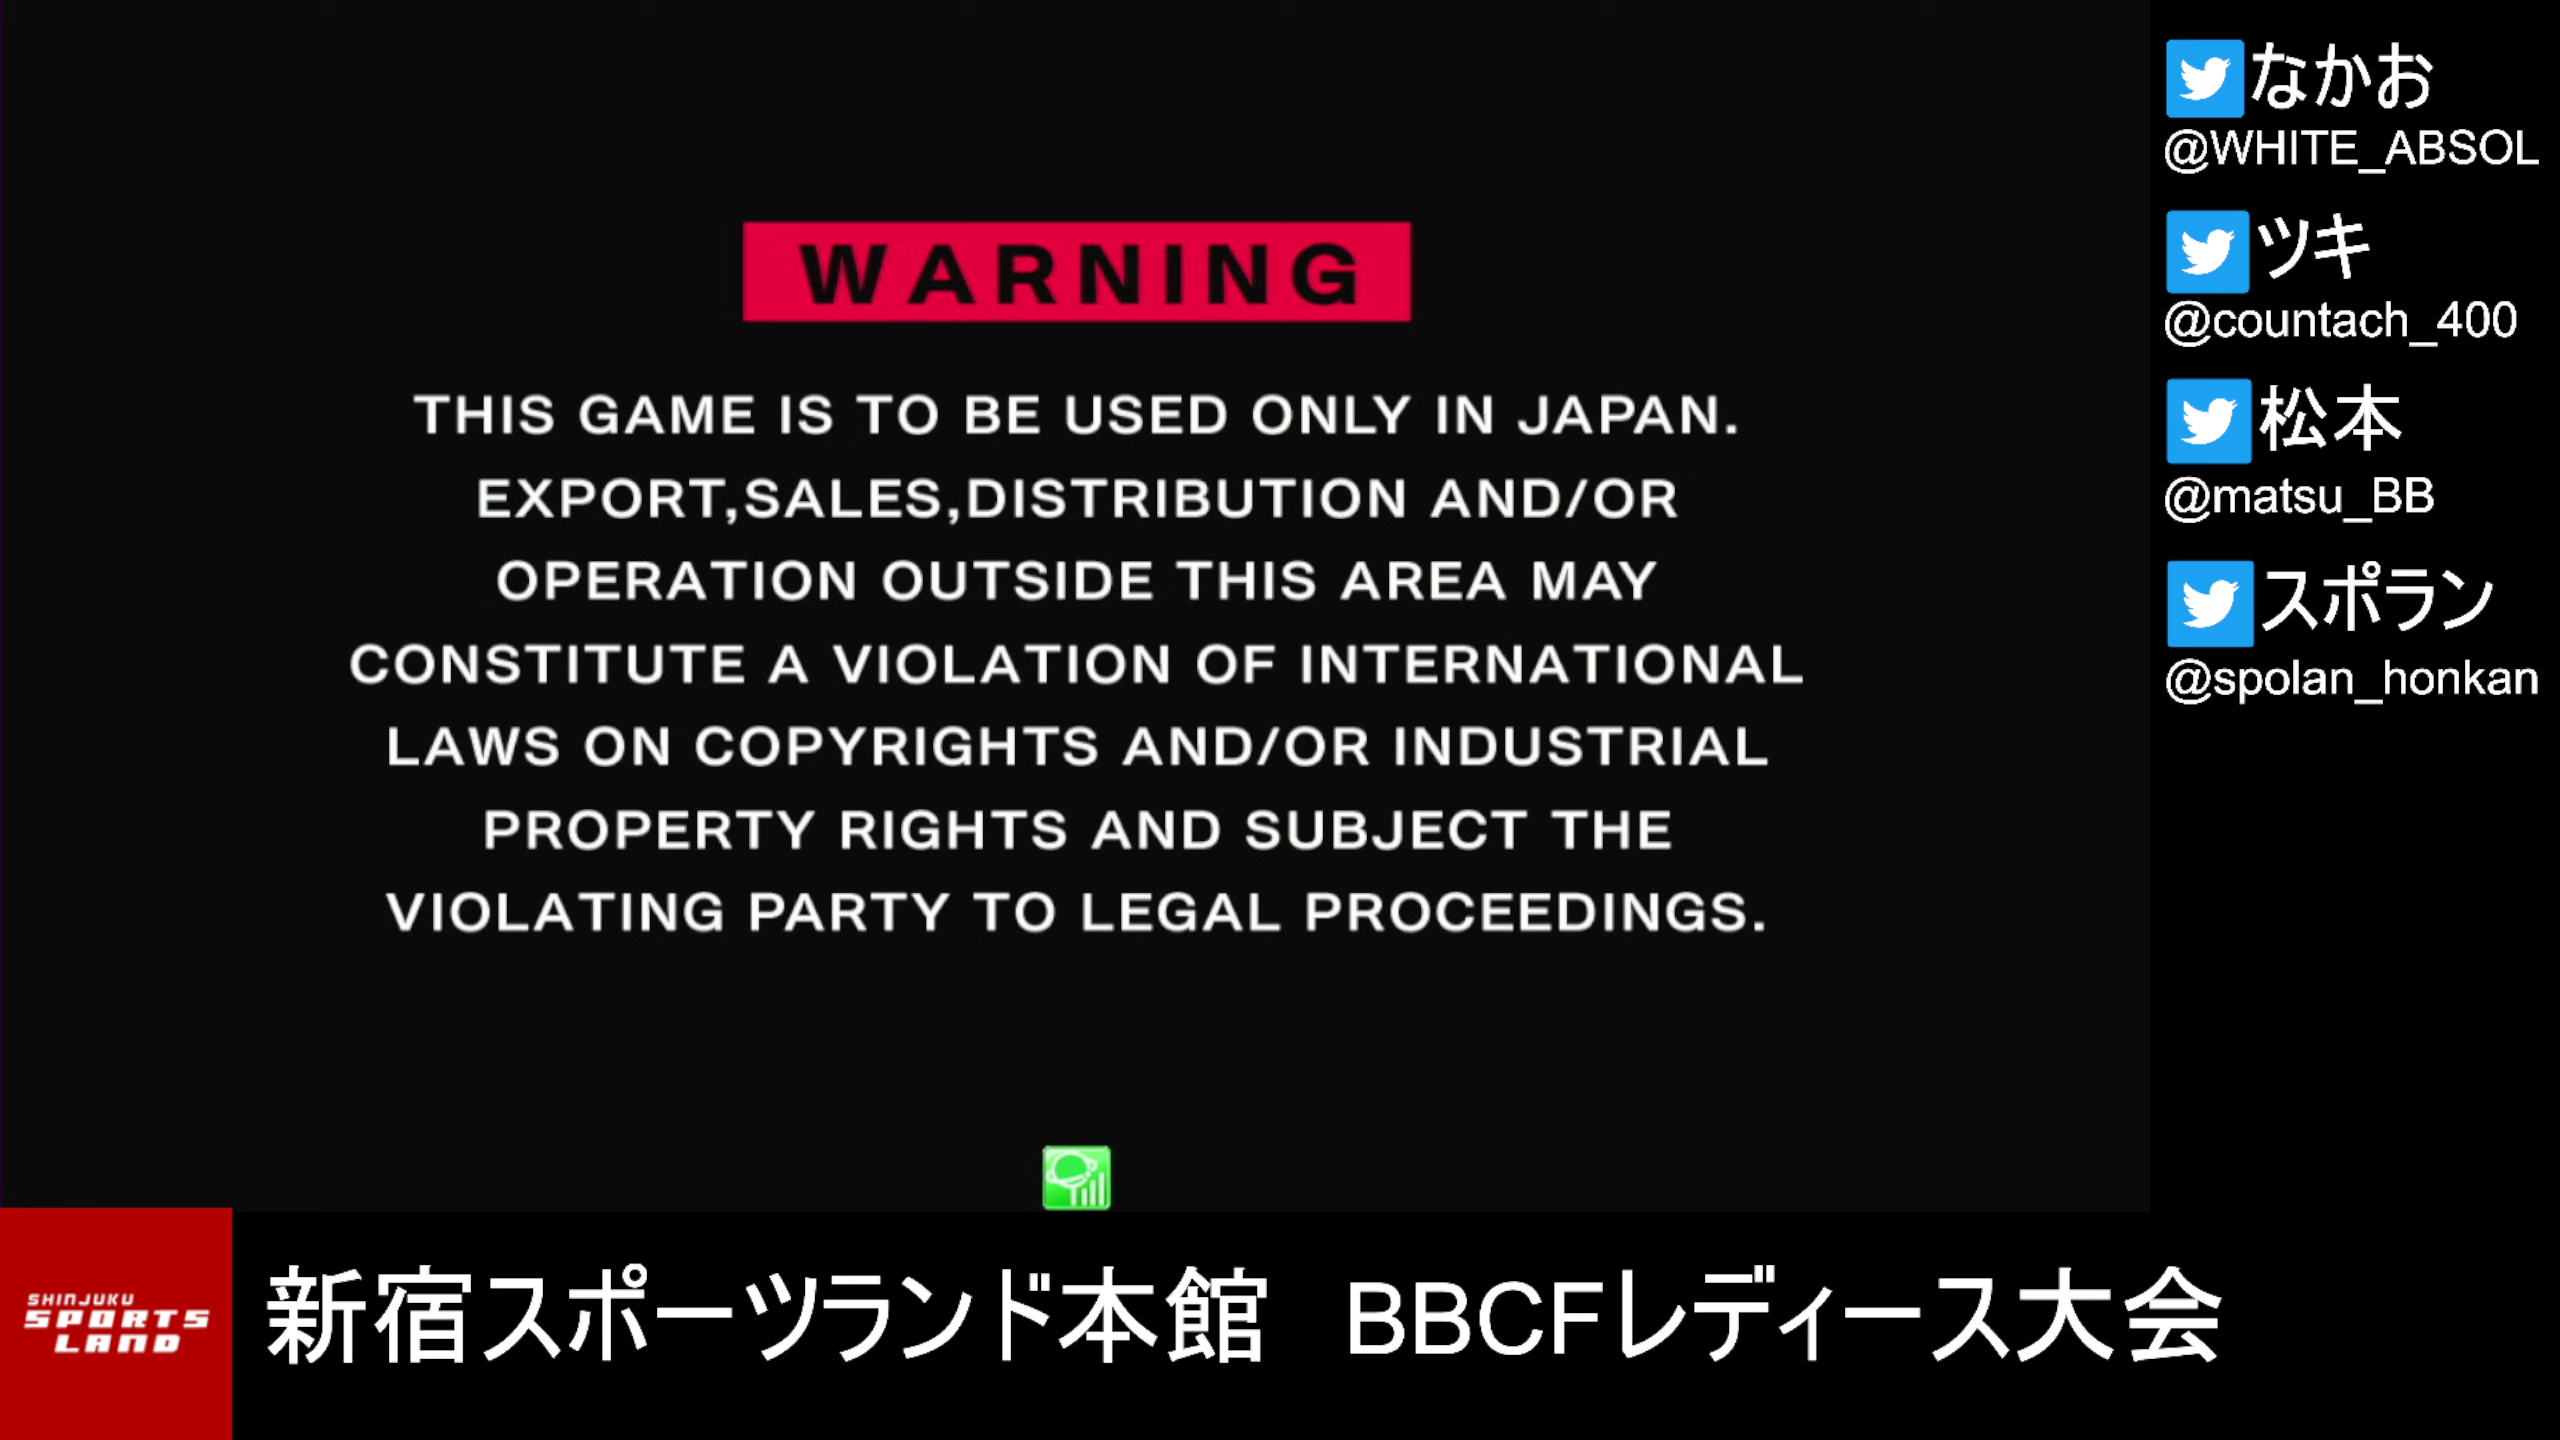 WARNING
THIS GAME IS TO BE USED ONLY IN JAPAN.
EXPORT,SALES,DISTRIBUTION AND/OR
OPERATION OUTSIDE THIS AREA MAY
CONSTITUTE A VIOLATION OF INTERNATIONAL
LAWS ON COPYRIGHTS AND/OR INDUSTRIAL
PROPERTY RIGHTS AND SUBJECT THE
VIOLATING PARTY TO LEGAL PROCEEDINGS.
なかお
@WHITE_ABSOL
ツキ
@countach_400
松本
@matsu_BB
スポラン
@spolan_honkan
SHINJUKU
SPORTS
LAND
新宿スポーツランド本館　BBCFレディース大会